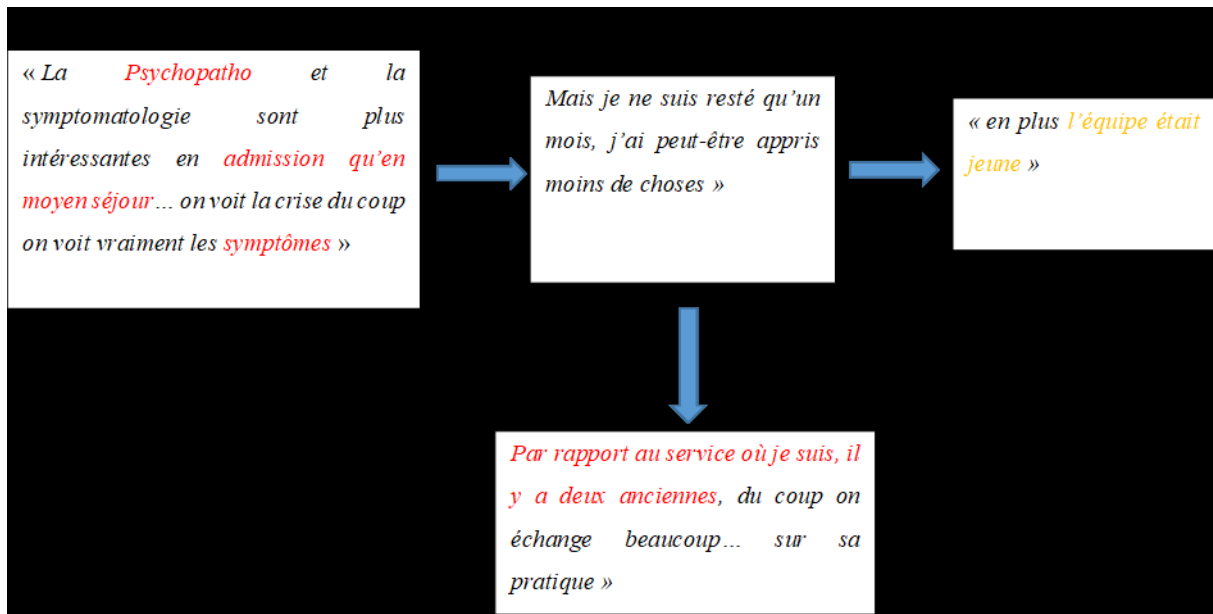 « La Psychopatho et la
symptomatologie sont plus
intéressantes en admission qu’en
moyen séjour… on voit la crise du coup
on voit vraiment les symptômes »
Mais je ne suis resté qu’un
mois, j’ai peut-être appris
moins de choses »
« en plus l’équipe était
jeune »
Par rapport au service où je suis, il
y a deux anciennes, du coup on
échange beaucoup… sur sa
pratique »